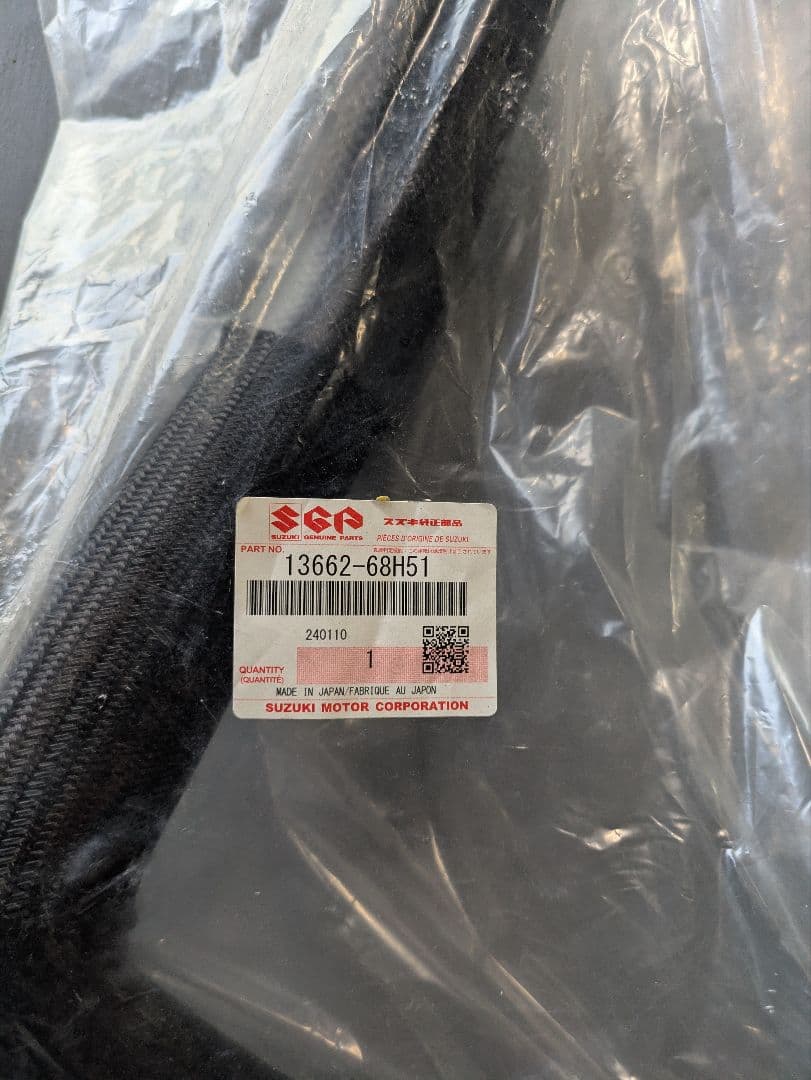 SGP スズキ純正部品
SUZUKI GENUINE PARTS PIÈCES D'ORIGINE DE SUZUKI
PART NO. 13662-68H51
240110
QUANTITY 1
(QUANTITÉ)
MADE IN JAPAN/FABRIQUE AU JAPON
SUZUKI MOTOR CORPORATION